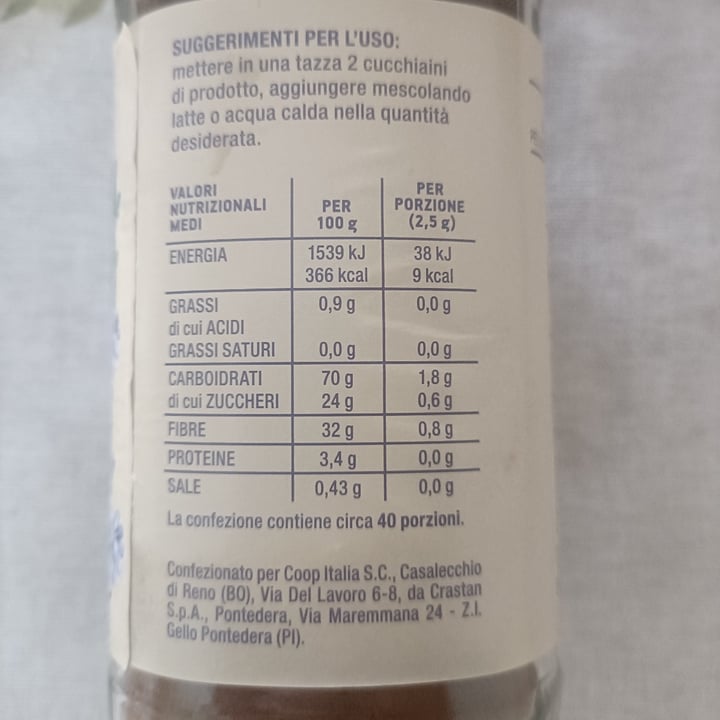 SUGGERIMENTI PER L'USO:
mettere in una tazza 2 cucchiaini
di prodotto, aggiungere mescolando
latte o acqua calda nella quantità
desiderata.
VALORI
NUTRIZIONALI
MEDI
PER
100 g
PER
PORZIONE
(2,5 g)
ENERGIA 1539 kJ 38 kJ
366 kcal 9 kcal
GRASSI 0,9 g 0,0 g
di cui ACIDI
GRASSI SATURI 0,0 g 0,0 g
CARBOIDRATI 70 g 1,8 g
di cui ZUCCHERI 24 g 0,6 g
FIBRE 32 g 0,8 g
PROTEINE 3,4 g 0,0 g
SALE 0,43 g 0,0 g
La confezione contiene circa 40 porzioni.
Confezionato per Coop Italia S.C., Casalecchio
di Reno (BO), Via Del Lavoro 6-8, da Crastan
S.p.A., Pontedera, Via Maremmana 24 - Z.I.
Gello Pontedera (PI).